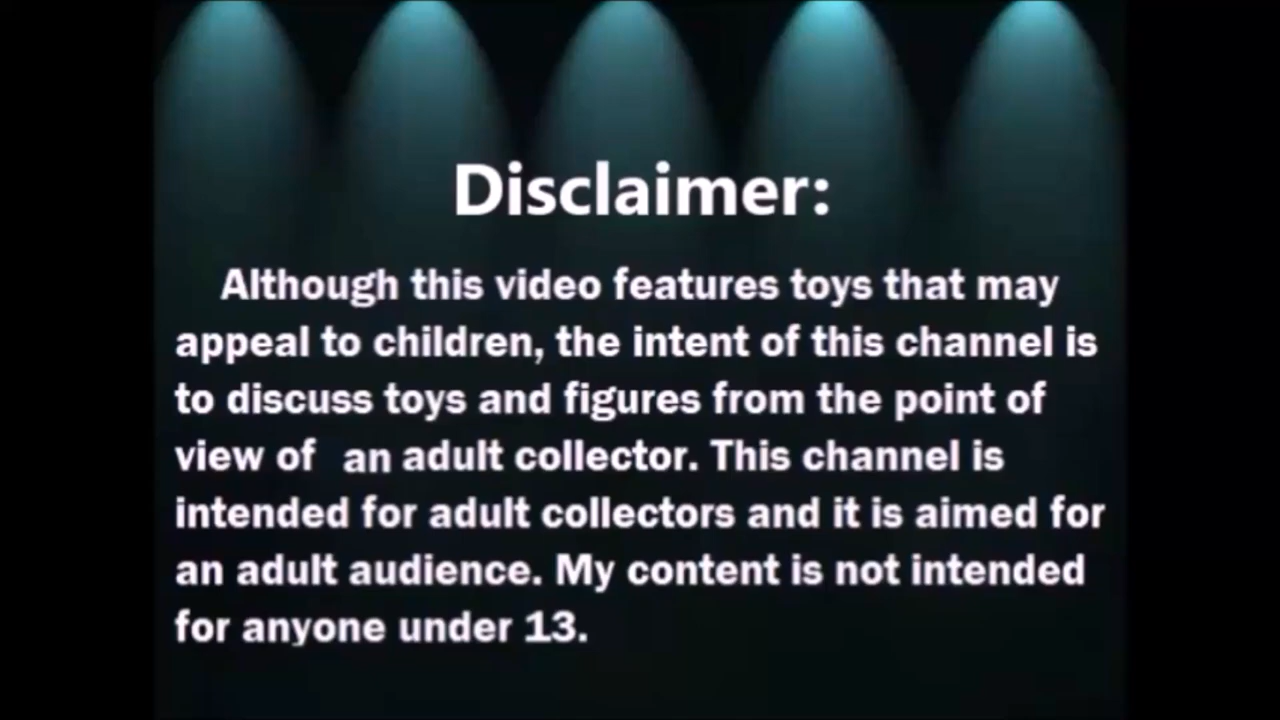 Disclaimer:
Although this video features toys that may
appeal to children, the intent of this channel is
to discuss toys and figures from the point of
view of an adult collector. This channel is
intended for adult collectors and it is aimed for
an adult audience. My content is not intended
for anyone under 13.